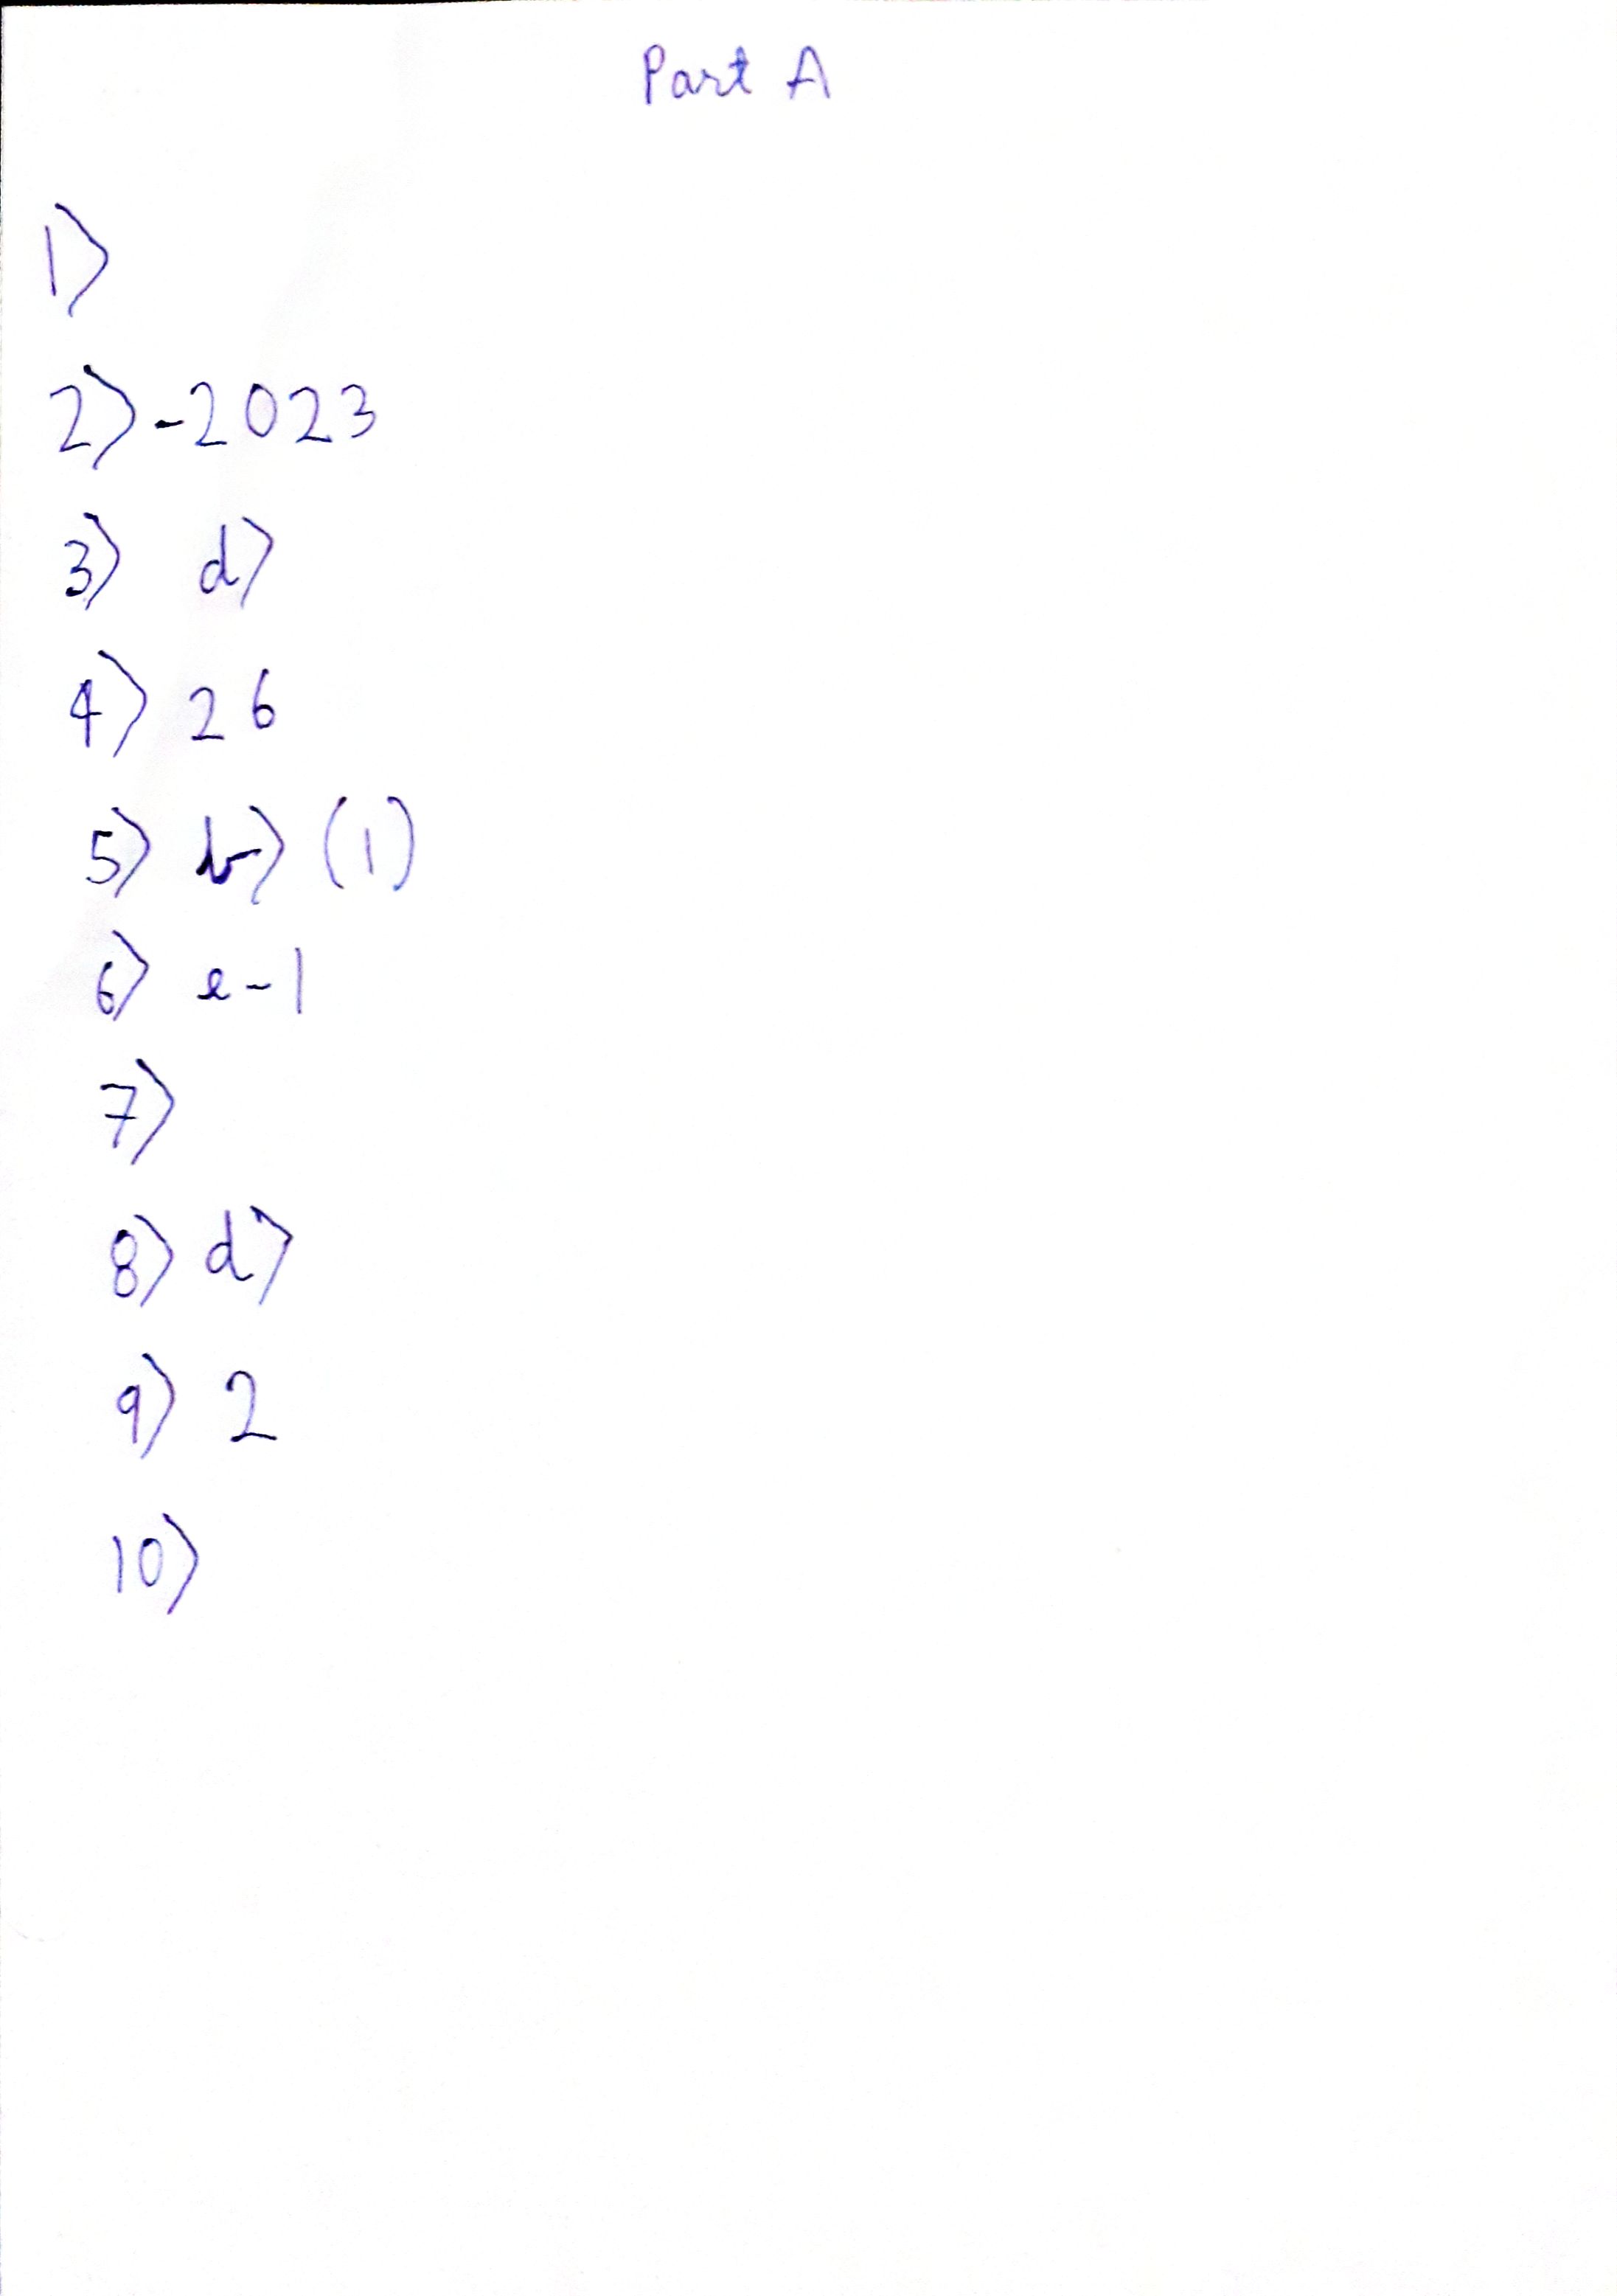 Part A
1)
2) -2023
3) d)
4) 26
5) b) (1)
6) e-1
7)
8) d)
9) 2
10)